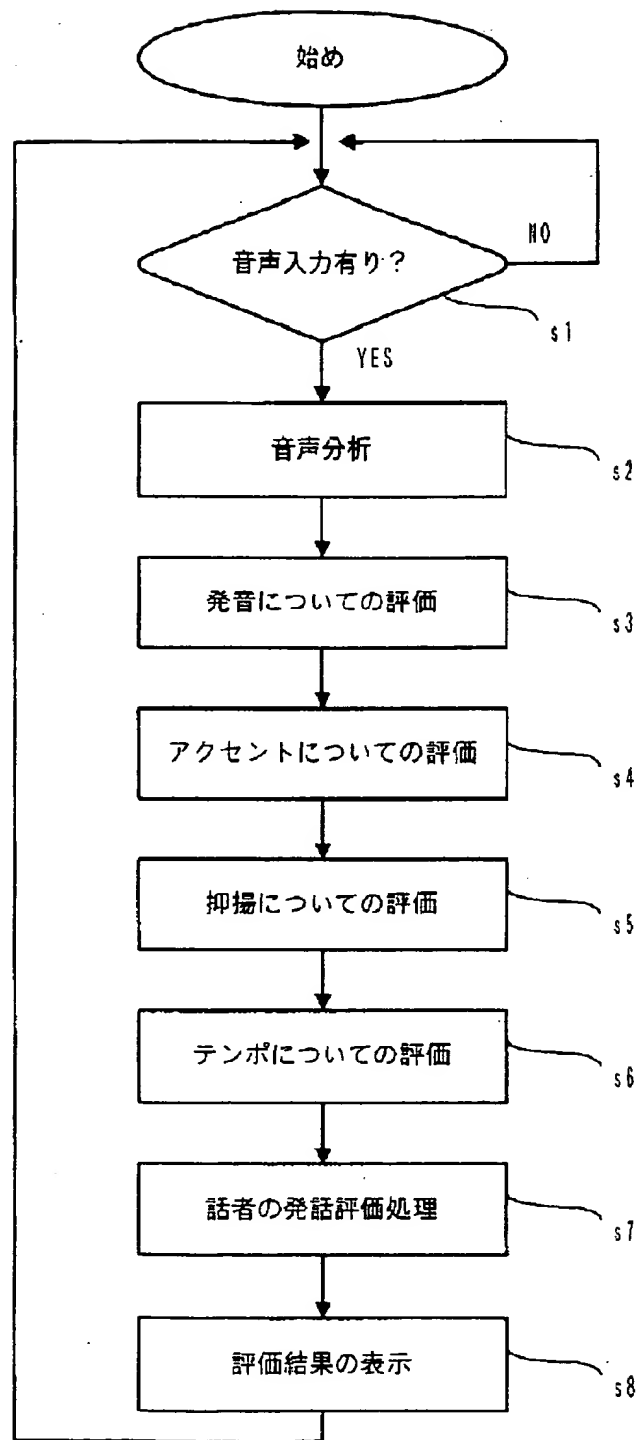 始め
音声入力有り?
NO
s1
YES
音声分析
s2
発音についての評価
s3
アクセントについての評価
s4
抑揚についての評価
s5
テンポについての評価
s6
話者の発話評価処理
s7
評価結果の表示
s8